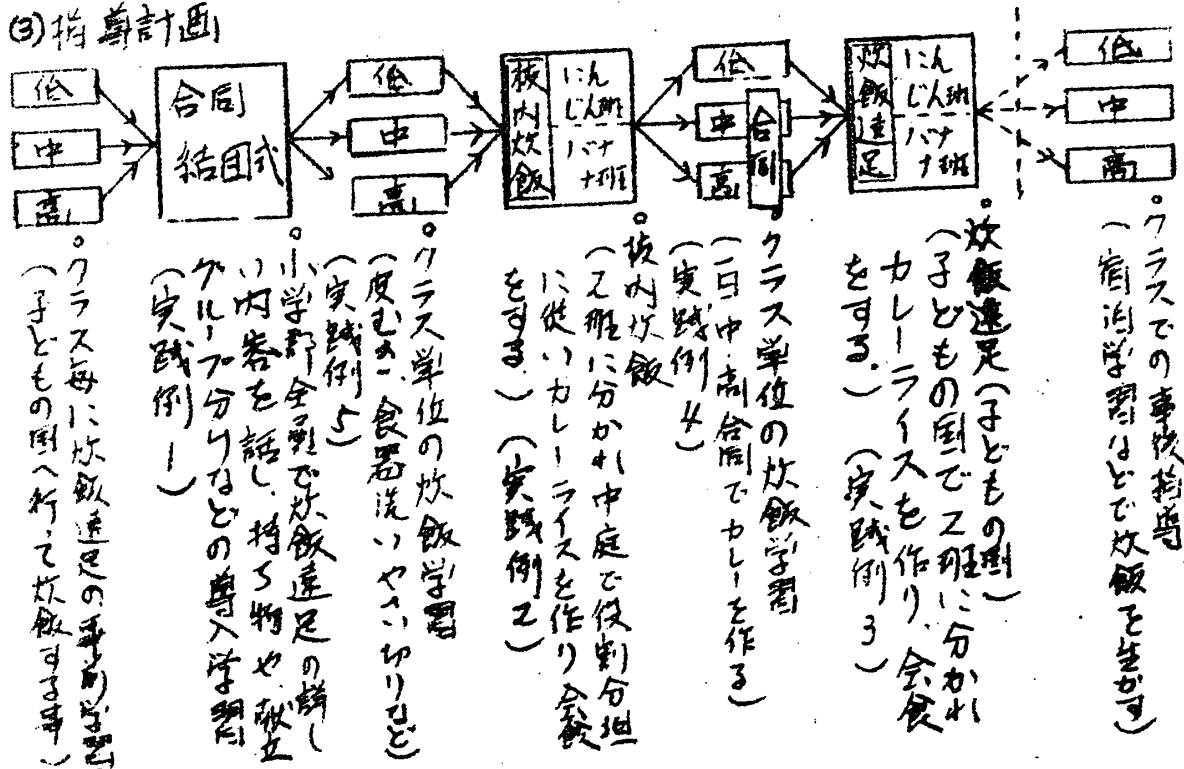 (3)指導計画
低
中
高
合同
結団式
低
中
高
校内炊飯
にん
じん班
バナ
ナ班
低
中
高
合同
炊飯遠足
にん
じん班
バナ
ナ班
低
中
高
。クラス毎に炊飯遠足の事前学習
(子どもの国へ行って炊飯する事)
。小学部全員で炊飯遠足の詳し
い内容を話し、持ち物や、献立
グループ分けなどの導入学習
(実践例1)
。クラス単位の炊飯学習
(皮むき、食器洗いやさい切りなど)
(実践例5)
。校内炊飯
(2班に分かれ中庭で役割分担
に従いカレーライスを作り会飯
をする。)(実践例2)
。クラス単位の炊飯学習
(一日中・高合同でカレーを作る)
(実践例4)
。炊飯遠足(子どもの国)
(子どもの国で2班に分かれ
カレーライスを作り、会食
をする。)(実践例3)
。クラスでの事後指導
(宿泊学習などで炊飯を生かす)